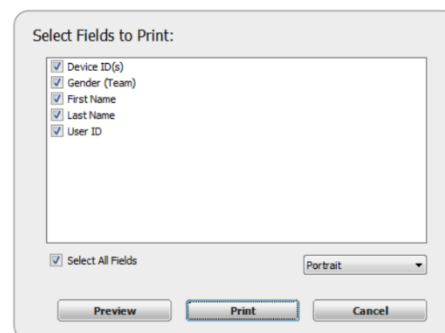 Select Fields to Print:
Device ID(s)
Gender (Team)
First Name
Last Name
User ID
Select All Fields
Portrait
Preview
Print
Cancel